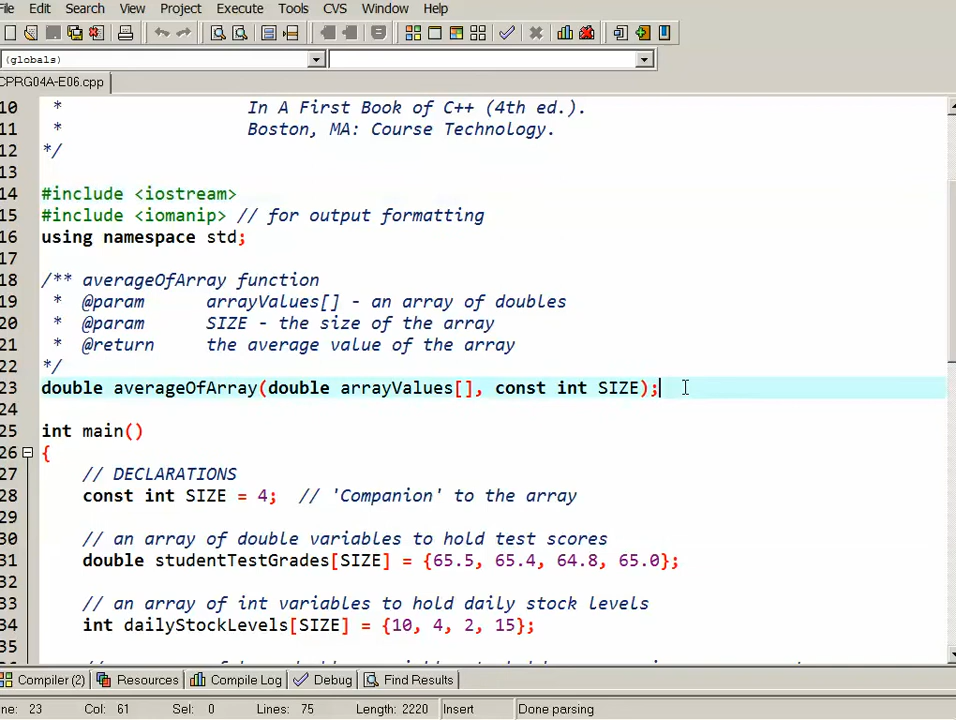 File Edit Search View Project Execute Tools CVS Window Help
(globals)
CPRG04A-E06.cpp
10 * In A First Book of C++ (4th ed.).
11 * Boston, MA: Course Technology.
12 */
13
14 #include <iostream>
15 #include <iomanip> // for output formatting
16 using namespace std;
17
18 /** averageOfArray function
19 * @param arrayValues[] - an array of doubles
20 * @param SIZE - the size of the array
21 * @return the average value of the array
22 */
23 double averageOfArray(double arrayValues[], const int SIZE);
24
25 int main()
26 {
27 // DECLARATIONS
28 const int SIZE = 4; // 'Companion' to the array
29
30 // an array of double variables to hold test scores
31 double studentTestGrades[SIZE] = {65.5, 65.4, 64.8, 65.0};
32
33 // an array of int variables to hold daily stock levels
34 int dailyStockLevels[SIZE] = {10, 4, 2, 15};
35
Compiler (2) Resources Compile Log Debug Find Results
ine: 23 Col: 61 Sel: 0 Lines: 75 Length: 2220 Insert Done parsing